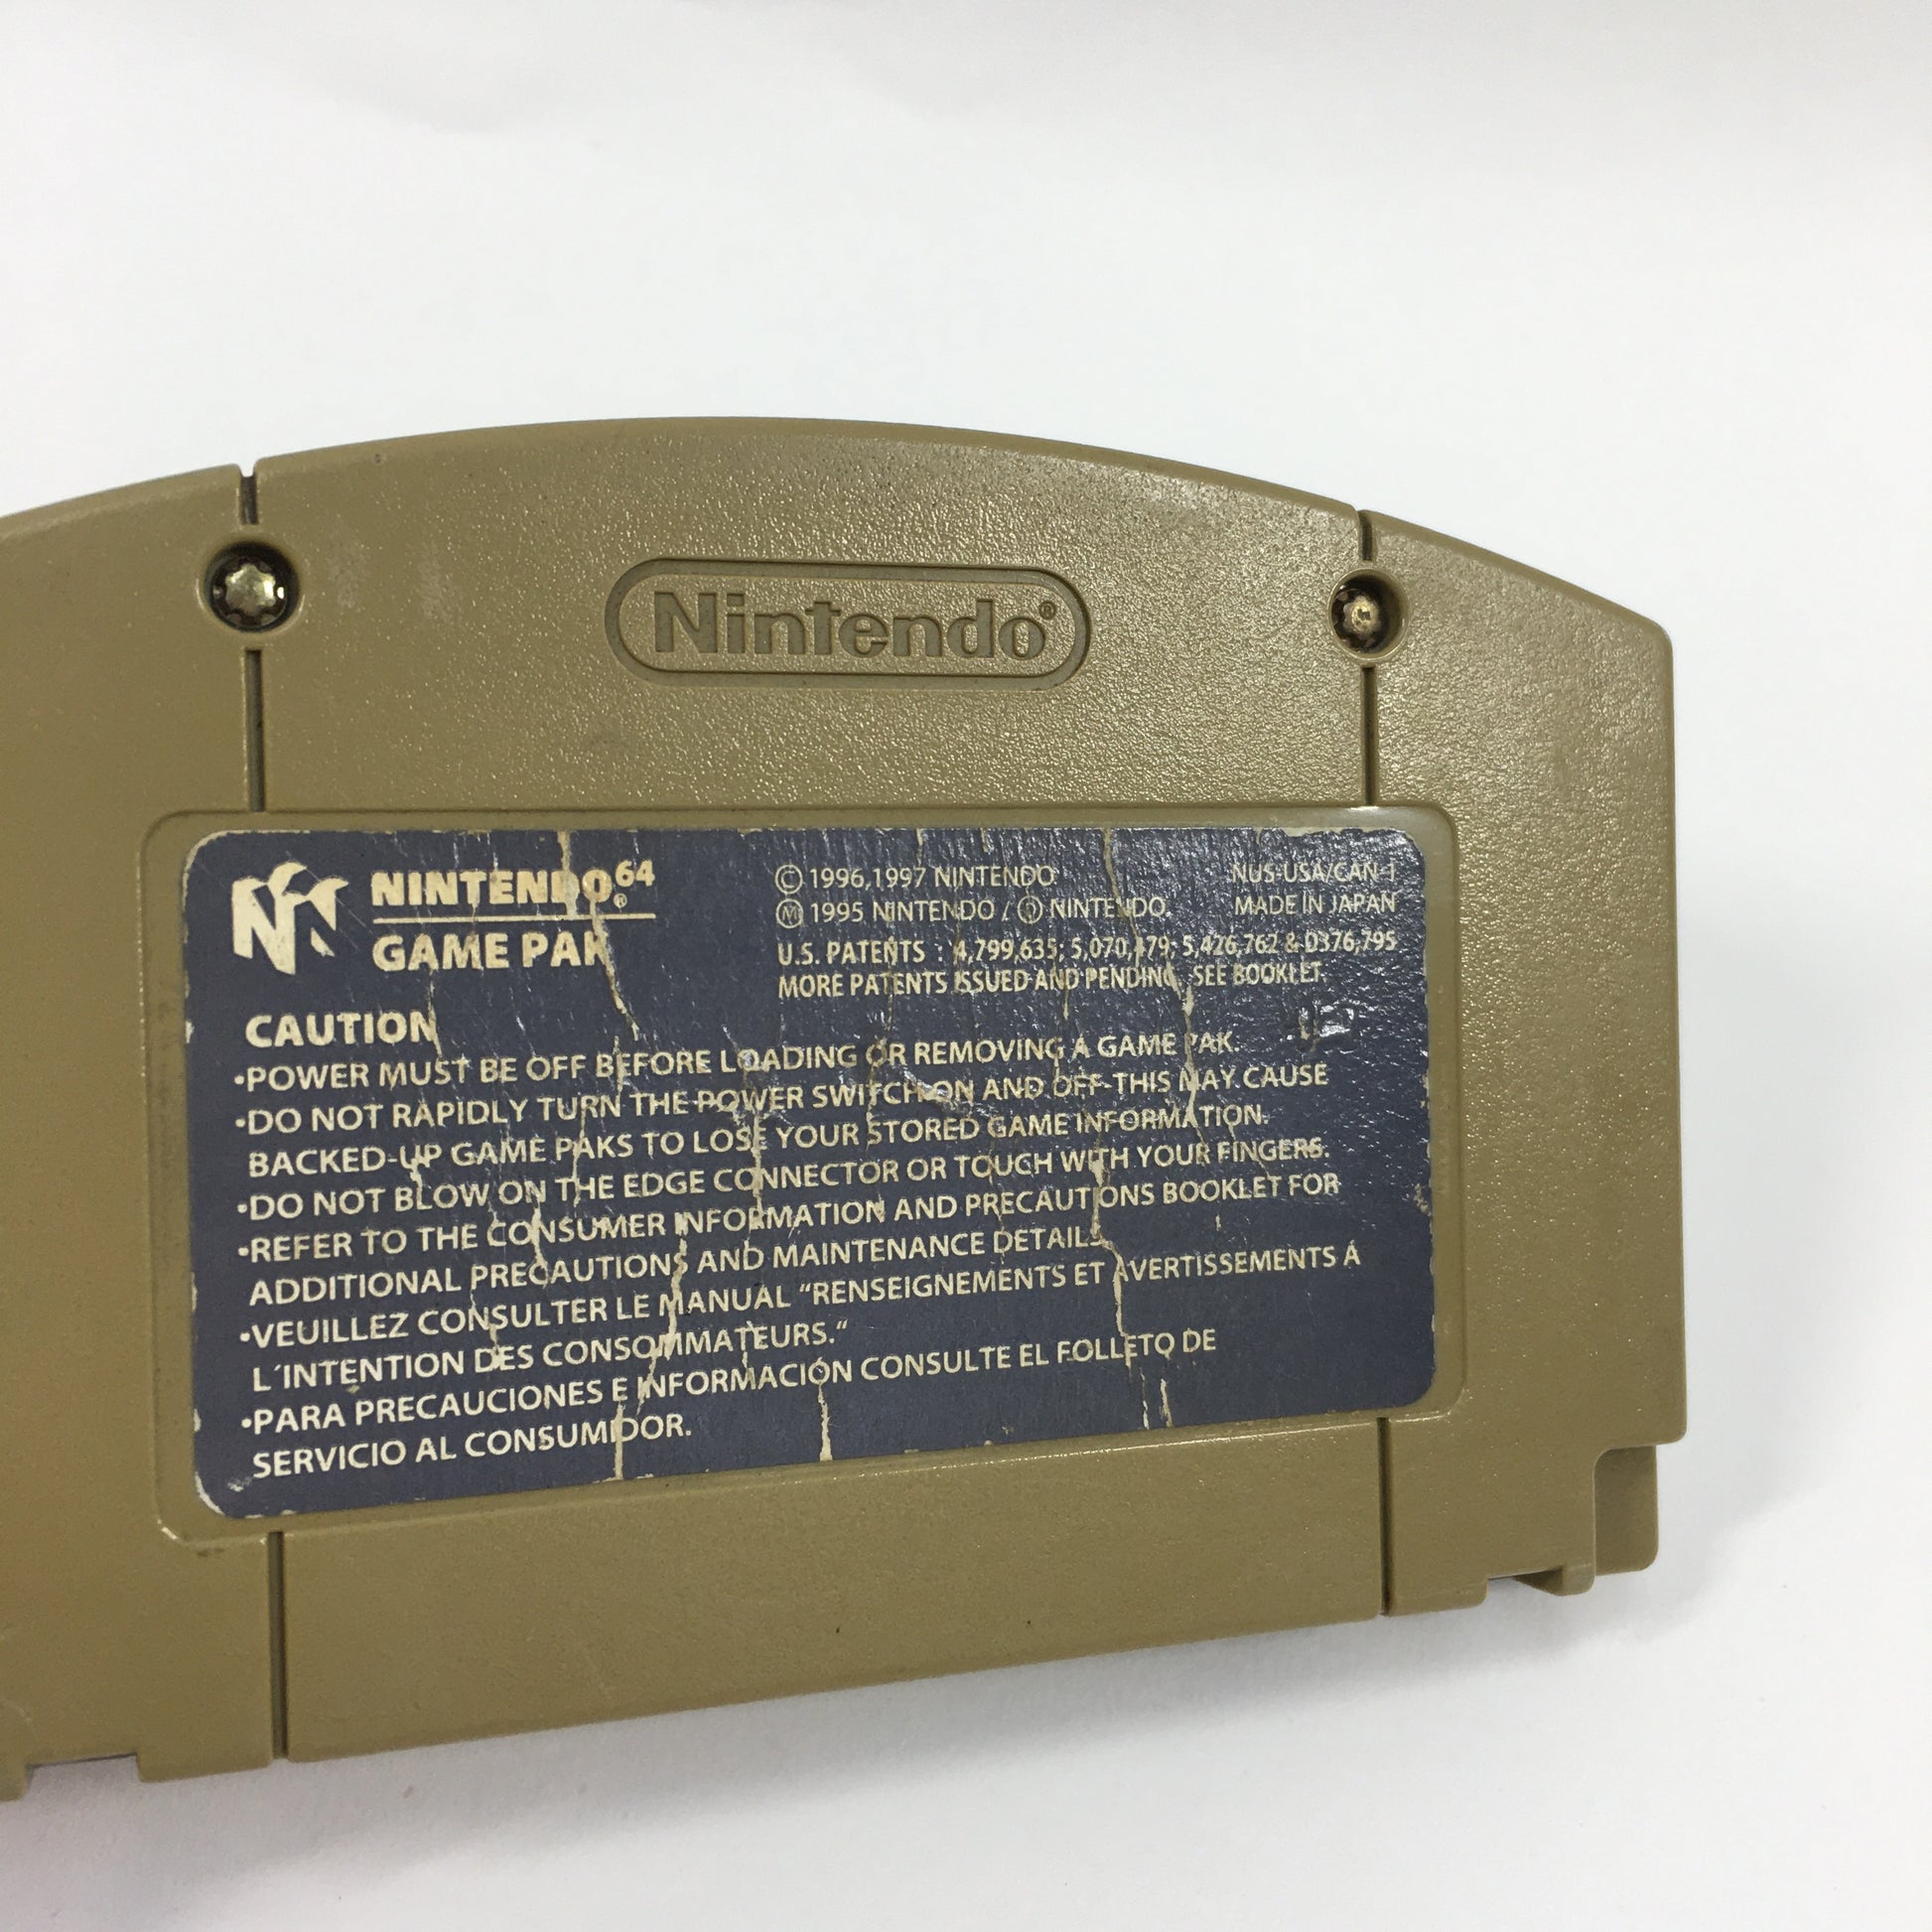 Nintendo®
NINTENDO64®
GAME PAK
© 1996,1997 NINTENDO
Ⓜ 1995 NINTENDO / Ⓟ NINTENDO.
NUS-USA/CAN-1
MADE IN JAPAN
U.S. PATENTS : 4,799,635; 5,070,479; 5,426,762 & D376,795
MORE PATENTS ISSUED AND PENDING, SEE BOOKLET.
CAUTION
•POWER MUST BE OFF BEFORE LOADING OR REMOVING A GAME PAK.
•DO NOT RAPIDLY TURN THE POWER SWITCH ON AND OFF-THIS MAY CAUSE
BACKED-UP GAME PAKS TO LOSE YOUR STORED GAME INFORMATION.
•DO NOT BLOW ON THE EDGE CONNECTOR OR TOUCH WITH YOUR FINGERS.
•REFER TO THE CONSUMER INFORMATION AND PRECAUTIONS BOOKLET FOR
ADDITIONAL PRECAUTIONS AND MAINTENANCE DETAILS.
•VEUILLEZ CONSULTER LE MANUAL “RENSEIGNEMENTS ET AVERTISSEMENTS Á
L´INTENTION DES CONSOMMATEURS.“
•PARA PRECAUCIONES E INFORMACIÓN CONSULTE EL FOLLETO DE
SERVICIO AL CONSUMIDOR.